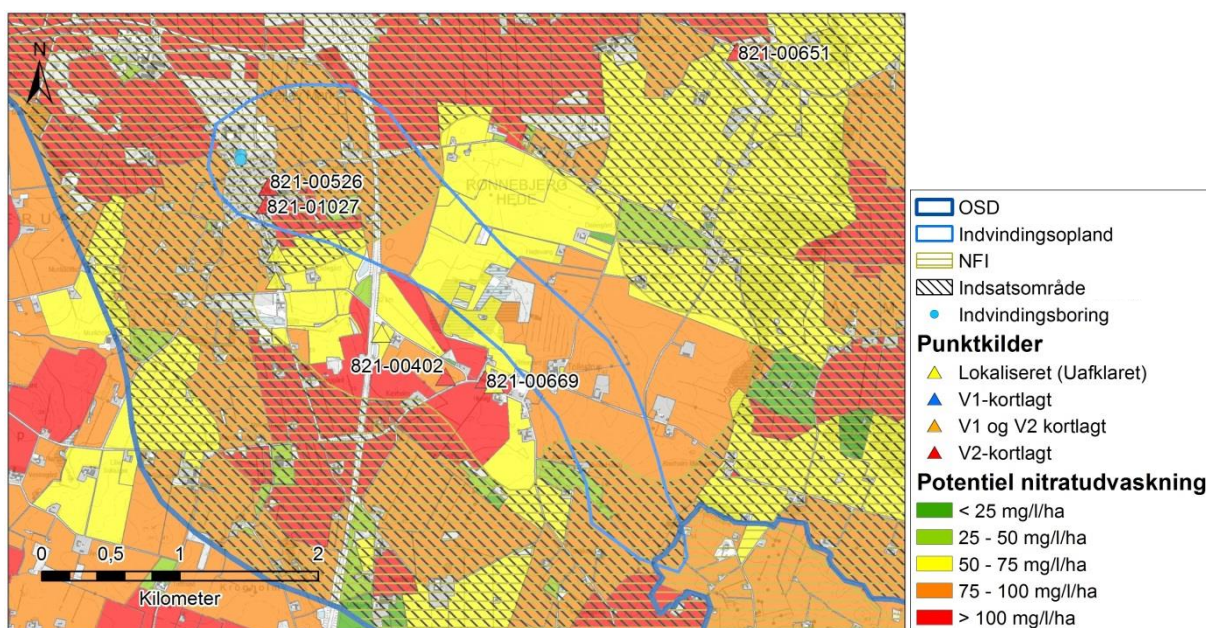 N
821-00651
821-00526
821-01027
RØNNEBJERG
HEDE
821-00402
821-00669
0 0,5 1 2
Kilometer
OSD
Indvindingsopland
NFI
Indsatsområde
Indvindingsboring
Punktkilder
Lokaliseret (Uafklaret)
V1-kortlagt
V1 og V2 kortlagt
V2-kortlagt
Potentiel nitratudvaskning
< 25 mg/l/ha
25 - 50 mg/l/ha
50 - 75 mg/l/ha
75 - 100 mg/l/ha
> 100 mg/l/ha